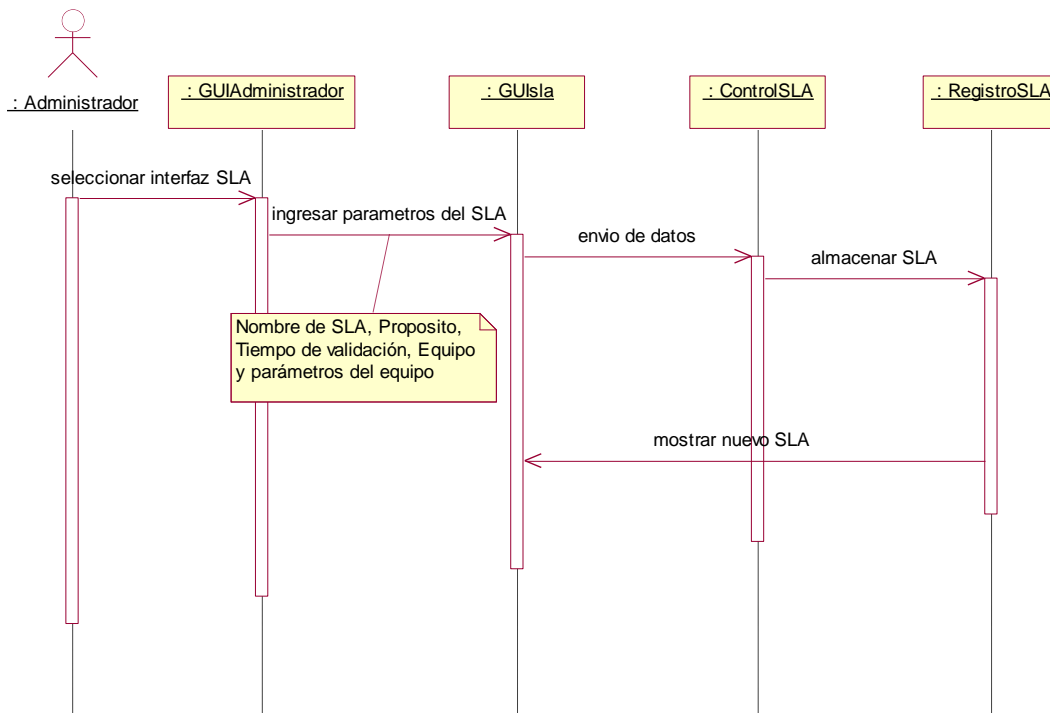 : Administrador
: GUIAdministrador
: GUIsla
: ControlSLA
: RegistroSLA
seleccionar interfaz SLA
ingresar parametros del SLA
envio de datos
almacenar SLA
Nombre de SLA, Proposito,
Tiempo de validación, Equipo
y parámetros del equipo
mostrar nuevo SLA